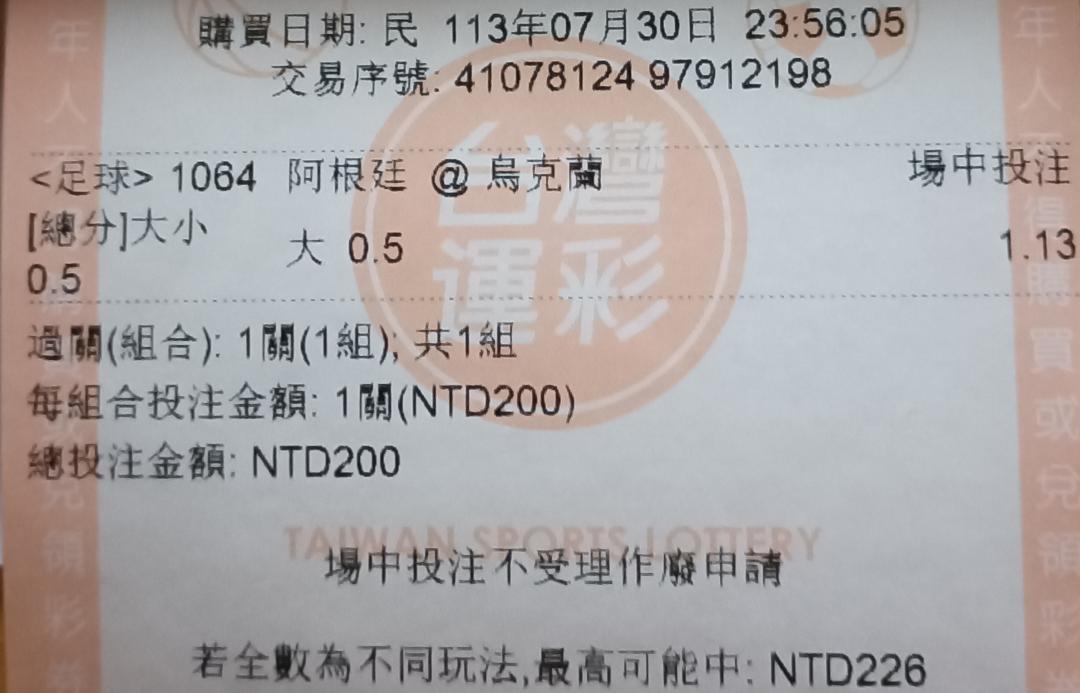 購買日期: 民 113年07月30日 23:56:05
交易序號: 41078124 97912198
<足球> 1064 阿根廷 @ 烏克蘭 場中投注
[總分]大小 0.5 大 0.5 1.13
過關(組合): 1關(1組); 共1組
每組合投注金額: 1關(NTD200)
總投注金額: NTD200
台灣
運彩
TAIWAN SPORTS LOTTERY
場中投注不受理作廢申請
若全數為不同玩法,最高可能中: NTD226